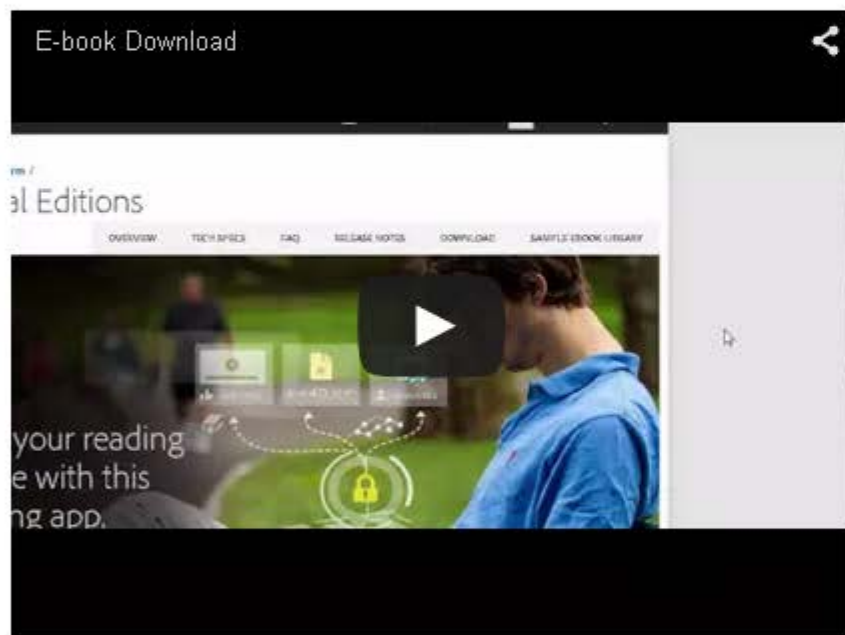 E-book Download
al Editions
OVERVIEW TECH SPECS FAQ RELEASE NOTES DOWNLOAD SAMPLE EBOOK LIBRARY
your reading
e with this
ng app.